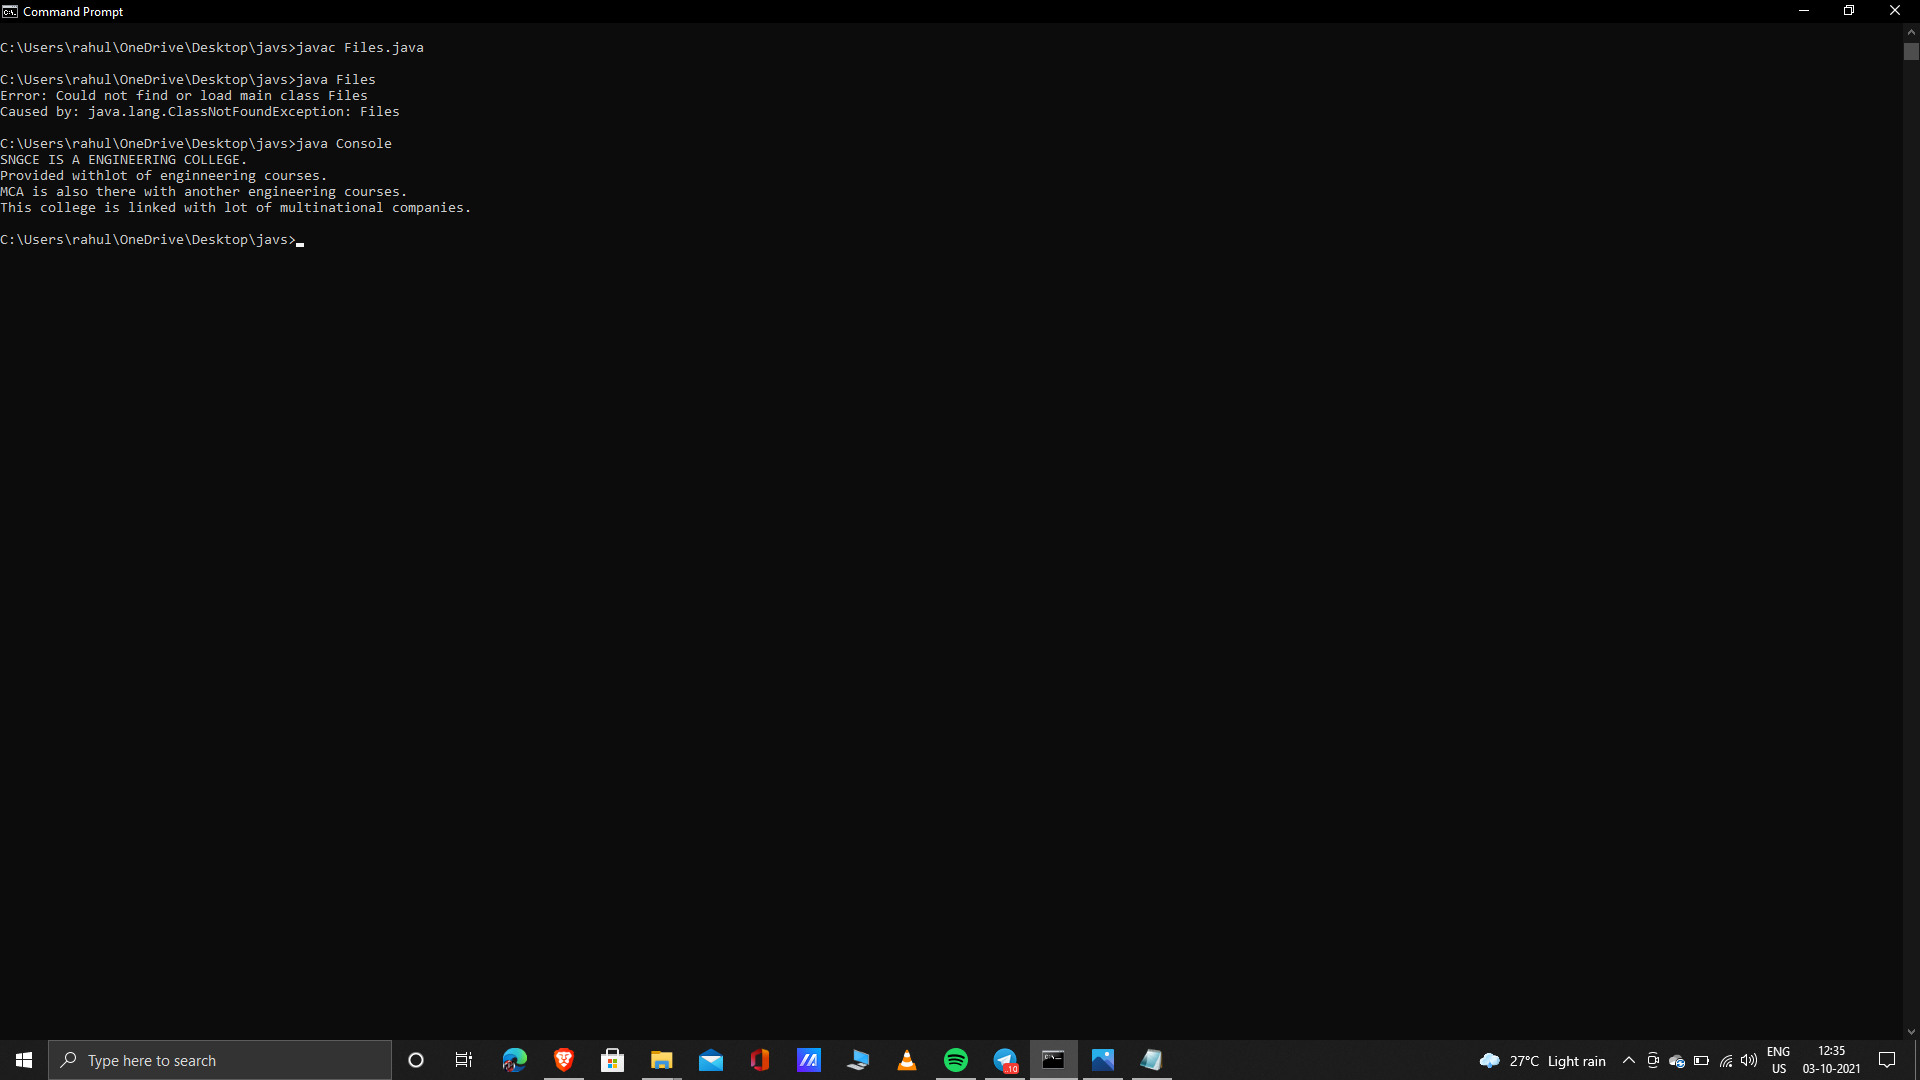 Command Prompt
C:\Users\rahul\OneDrive\Desktop\javs>javac Files.java
C:\Users\rahul\OneDrive\Desktop\javs>java Files
Error: Could not find or load main class Files
Caused by: java.lang.ClassNotFoundException: Files
C:\Users\rahul\OneDrive\Desktop\javs>java Console
SNGCE IS A ENGINEERING COLLEGE.
Provided withlot of enginneering courses.
MCA is also there with another engineering courses.
This college is linked with lot of multinational companies.
C:\Users\rahul\OneDrive\Desktop\javs>
Type here to search
10
27°C Light rain
ENG
US
12:35
03-10-2021